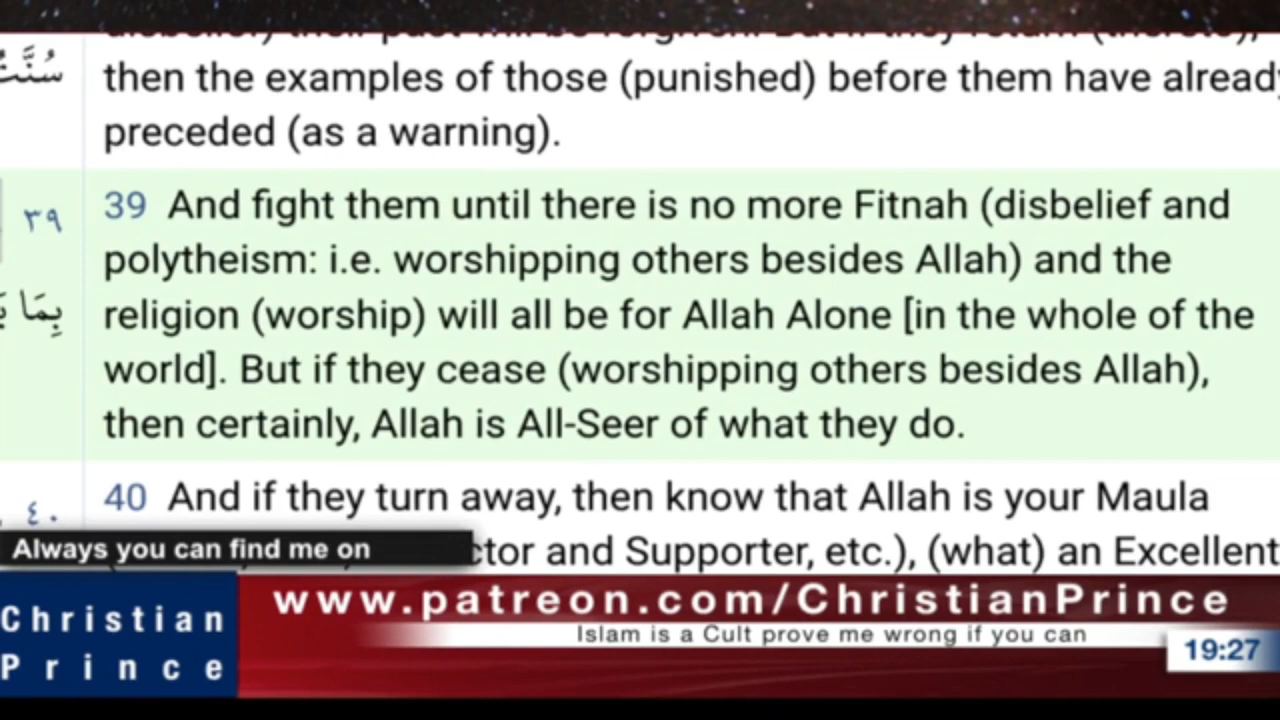 then the examples of those (punished) before them have already
سُنَّتُ
preceded (as a warning).
39 And fight them until there is no more Fitnah (disbelief and
٣٩
polytheism: i.e. worshipping others besides Allah) and the
religion (worship) will all be for Allah Alone [in the whole of the
بِمَا
world]. But if they cease (worshipping others besides Allah),
then certainly, Allah is All-Seer of what they do.
40 And if they turn away, then know that Allah is your Maula
٤٠
Always you can find me on
and Supporter, etc.), (what) an Excellent
www.patreon.com/ChristianPrince
Christian
Prince
Islam is a Cult prove me wrong if you can
19:27